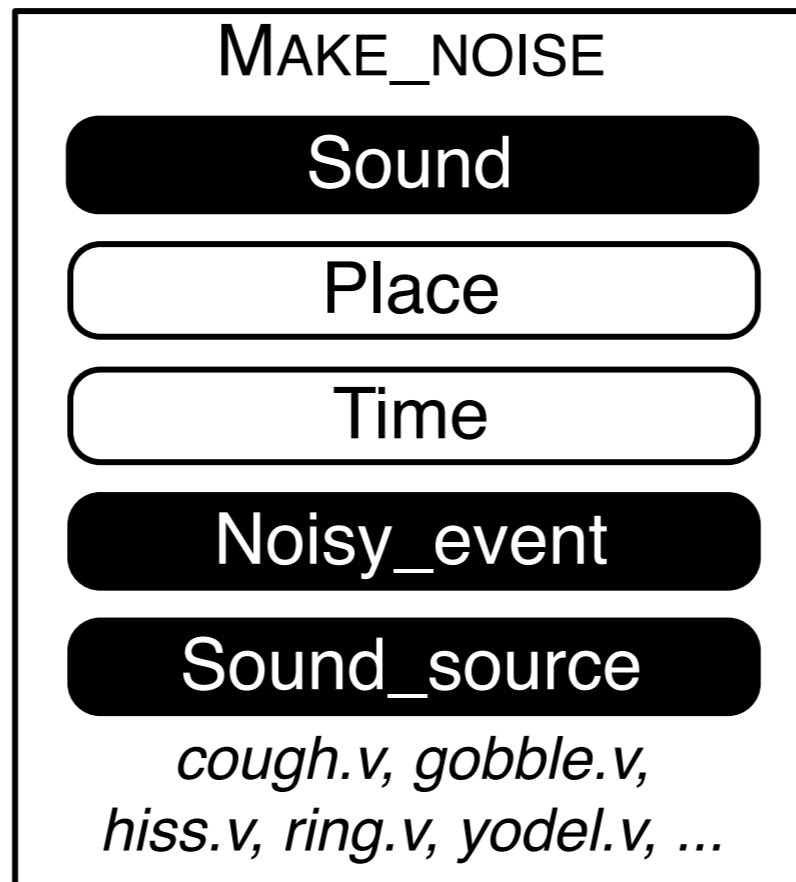 MAKE_NOISE
Sound
Place
Time
Noisy_event
Sound_source
cough.v, gobble.v,
hiss.v, ring.v, yodel.v, ...